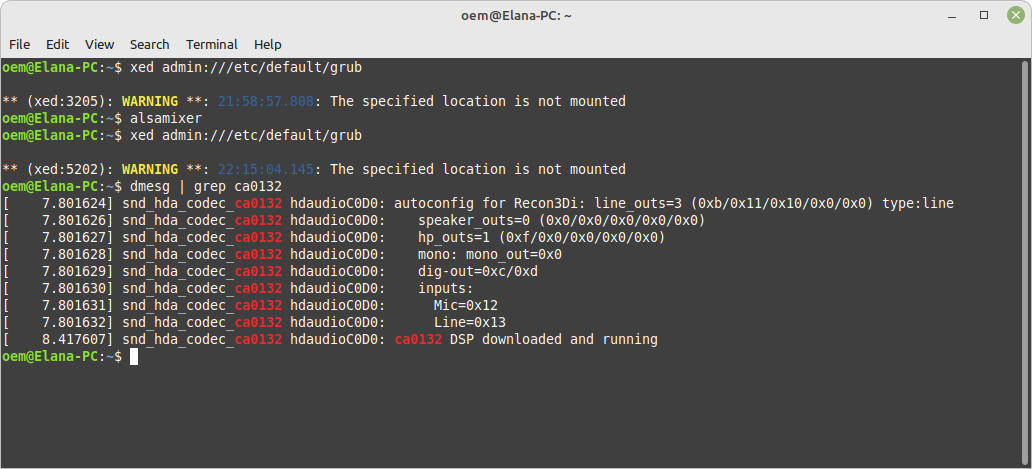 oem@Elana-PC: ~
File Edit View Search Terminal Help
oem@Elana-PC:~$ xed admin:///etc/default/grub
** (xed:3205): WARNING **: 21:58:57.808: The specified location is not mounted
oem@Elana-PC:~$ alsamixer
oem@Elana-PC:~$ xed admin:///etc/default/grub
** (xed:5202): WARNING **: 22:15:04.145: The specified location is not mounted
oem@Elana-PC:~$ dmesg | grep ca0132
[    7.801624] snd_hda_codec_ca0132 hdaudioC0D0: autoconfig for Recon3Di: line_outs=3 (0xb/0x11/0x10/0x0/0x0) type:line
[    7.801626] snd_hda_codec_ca0132 hdaudioC0D0:    speaker_outs=0 (0x0/0x0/0x0/0x0/0x0)
[    7.801627] snd_hda_codec_ca0132 hdaudioC0D0:    hp_outs=1 (0xf/0x0/0x0/0x0/0x0)
[    7.801628] snd_hda_codec_ca0132 hdaudioC0D0:    mono: mono_out=0x0
[    7.801629] snd_hda_codec_ca0132 hdaudioC0D0:    dig-out=0xc/0xd
[    7.801630] snd_hda_codec_ca0132 hdaudioC0D0:    inputs:
[    7.801631] snd_hda_codec_ca0132 hdaudioC0D0:      Mic=0x12
[    7.801632] snd_hda_codec_ca0132 hdaudioC0D0:      Line=0x13
[    8.417607] snd_hda_codec_ca0132 hdaudioC0D0: ca0132 DSP downloaded and running
oem@Elana-PC:~$